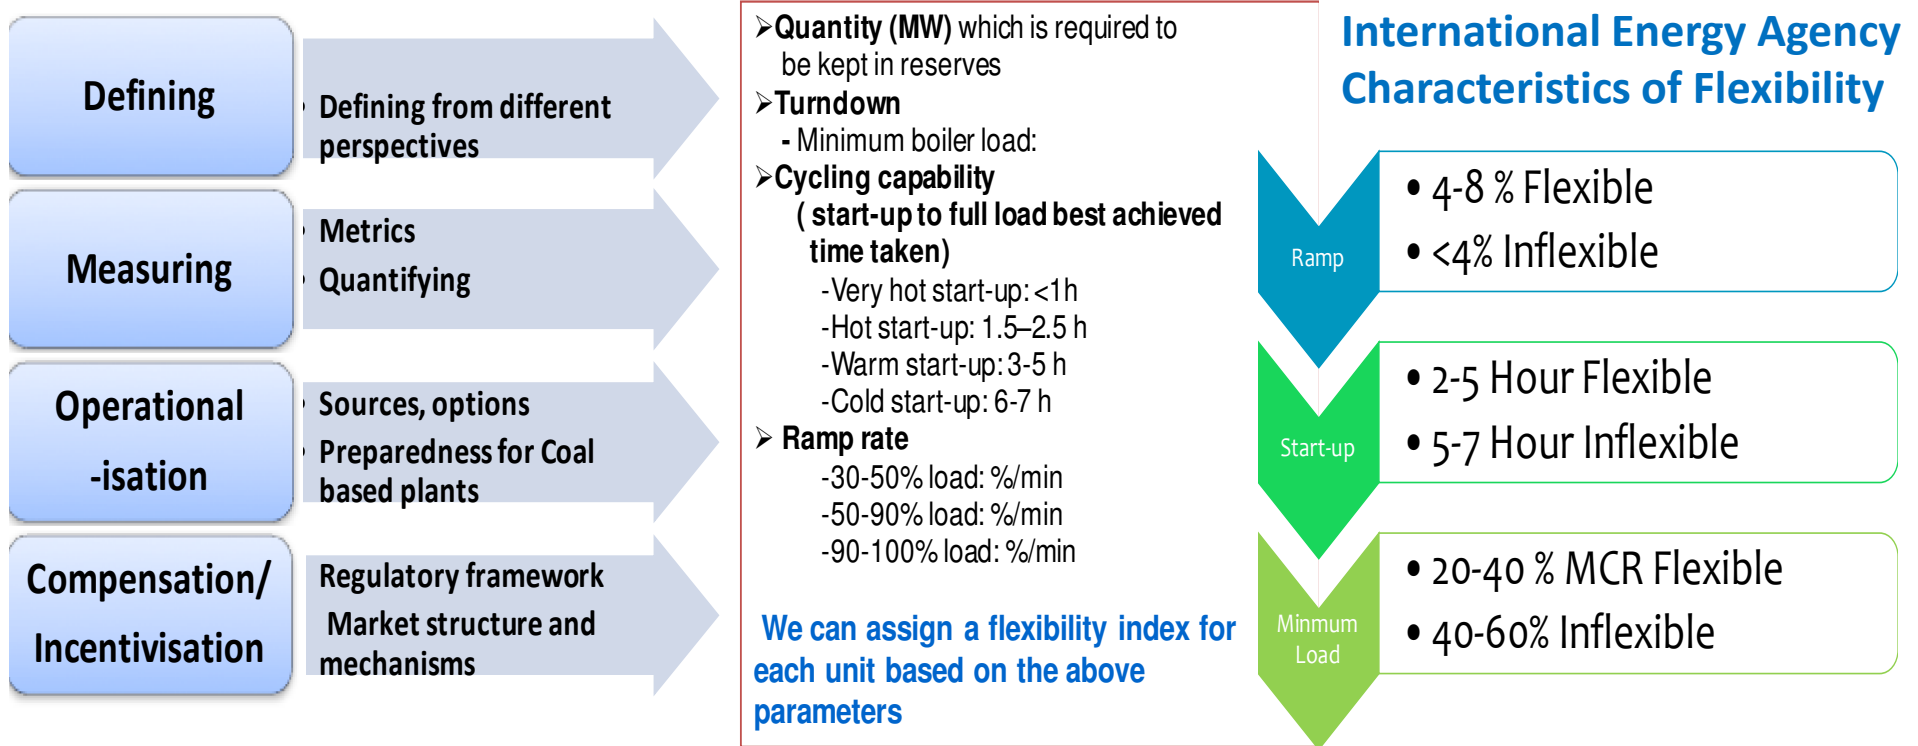 Defining
• Defining from different
perspectives
Measuring
• Metrics
• Quantifying
Operational
-isation
• Sources, options
• Preparedness for Coal
based plants
Compensation/
Incentivisation
Regulatory framework
Market structure and
mechanisms
➢Quantity (MW) which is required to
be kept in reserves
➢Turndown
- Minimum boiler load:
➢Cycling capability
( start-up to full load best achieved
time taken)
-Very hot start-up: <1h
-Hot start-up: 1.5–2.5 h
-Warm start-up: 3-5 h
-Cold start-up: 6-7 h
➢ Ramp rate
-30-50% load: %/min
-50-90% load: %/min
-90-100% load: %/min
We can assign a flexibility index for
each unit based on the above
parameters
International Energy Agency
Characteristics of Flexibility
Ramp
• 4-8 % Flexible
• <4% Inflexible
Start-up
• 2-5 Hour Flexible
• 5-7 Hour Inflexible
Minmum
Load
• 20-40 % MCR Flexible
• 40-60% Inflexible